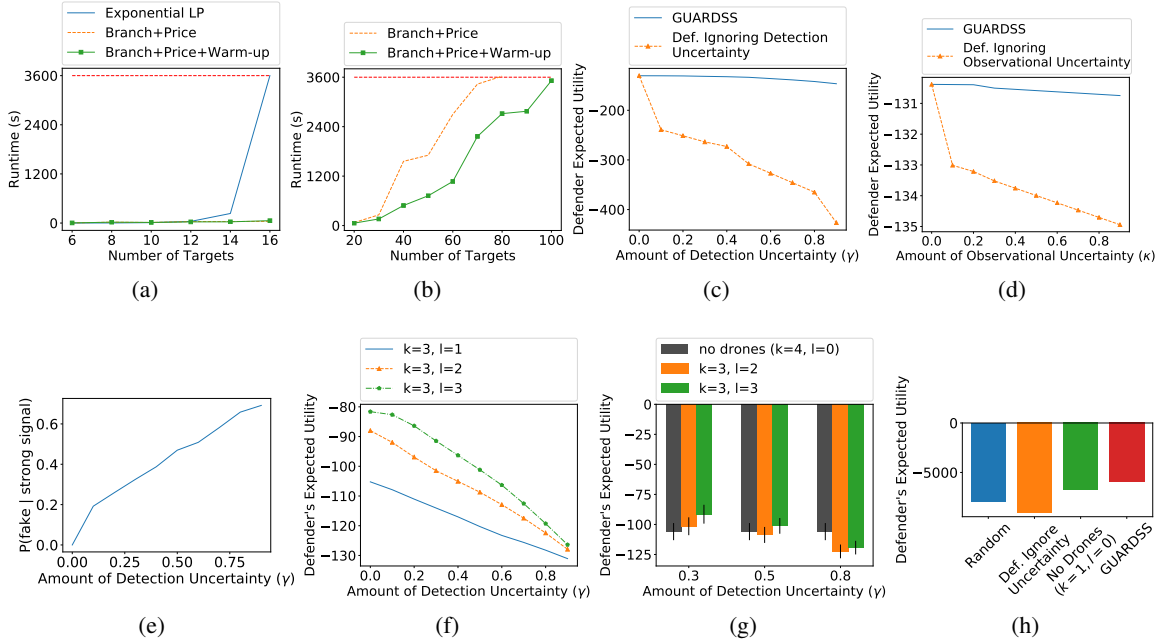 Exponential LP
Branch+Price
Branch+Price+Warm-up
3600
2400
1200
0
Runtime (s)
6 8 10 12 14 16
Number of Targets
(a)
Branch+Price
Branch+Price+Warm-up
3600
2400
1200
0
Runtime (s)
20 40 60 80 100
Number of Targets
(b)
GUARDSS
Def. Ignoring Detection
Uncertainty
−200
−300
−400
Defender Expected Utility
0.0 0.2 0.4 0.6 0.8
Amount of Detection Uncertainty (γ)
(c)
GUARDSS
Def. Ignoring
Observational Uncertainty
−131
−132
−133
−134
−135
Defender Expected Utility
0.0 0.2 0.4 0.6 0.8
Amount of Observational Uncertainty (κ)
(d)
0.6
0.4
0.2
0.0
P(fake | strong signal)
0.00 0.25 0.50 0.75
Amount of Detection Uncertainty (γ)
(e)
k=3, l=1
k=3, l=2
k=3, l=3
−80
−90
−100
−110
−120
−130
Defender's Expected Utility
0.0 0.2 0.4 0.6 0.8
Amount of Detection Uncertainty (γ)
(f)
no drones (k=4, l=0)
k=3, l=2
k=3, l=3
0
−25
−50
−75
−100
−125
Defender's Expected Utility
0.3 0.5 0.8
Amount of Detection Uncertainty (γ)
(g)
0
−5000
Defender's Expected Utility
Random
Def. Ignore
Uncertainty
No Drones
(k = 1, l = 0)
GUARDSS
(h)